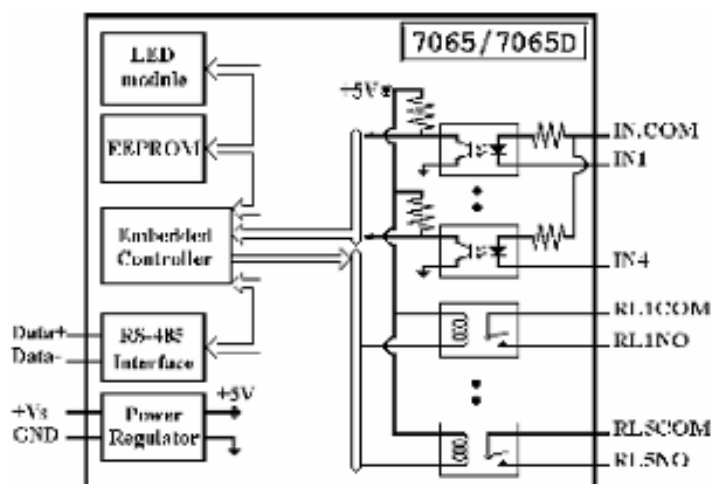 7065/7065D
LED
module
+5V
EEPROM
IN.COM
IN1
Embedded
Controller
IN4
RL1COM
Data+
RS-485
Interface
RL1NO
Data-
+5V
+Vs
Power
Regulator
GND
RL5COM
RL5NO